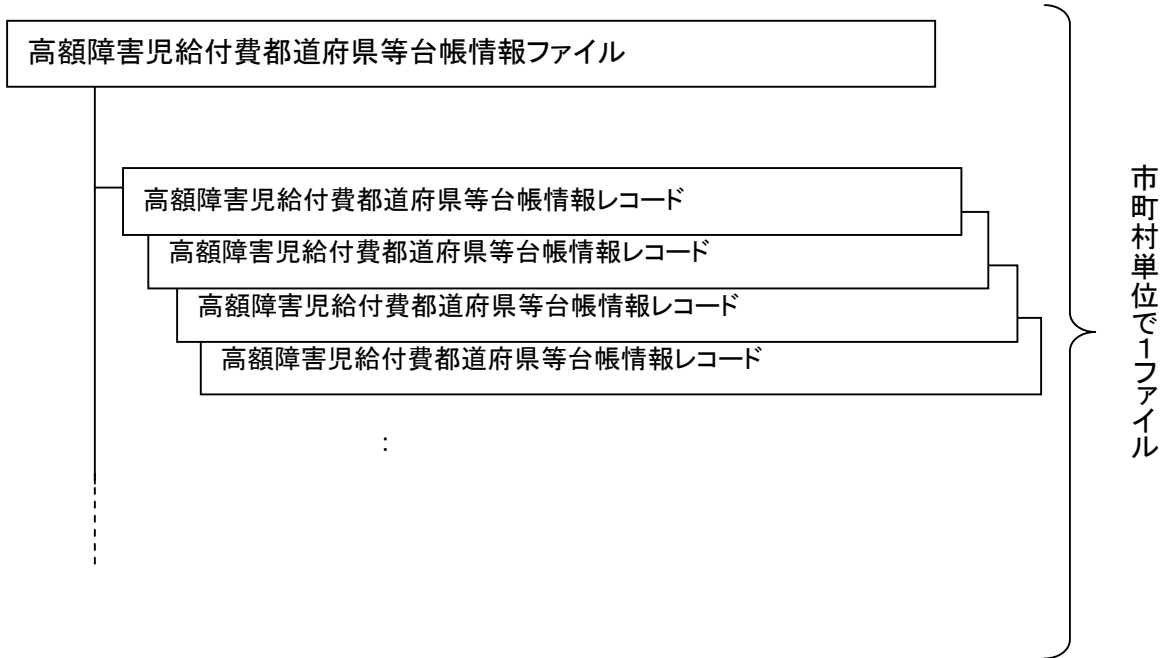 高額障害児給付費都道府県等台帳情報ファイル
高額障害児給付費都道府県等台帳情報レコード
高額障害児給付費都道府県等台帳情報レコード
高額障害児給付費都道府県等台帳情報レコード
高額障害児給付費都道府県等台帳情報レコード
:
市町村単位で1ファイル